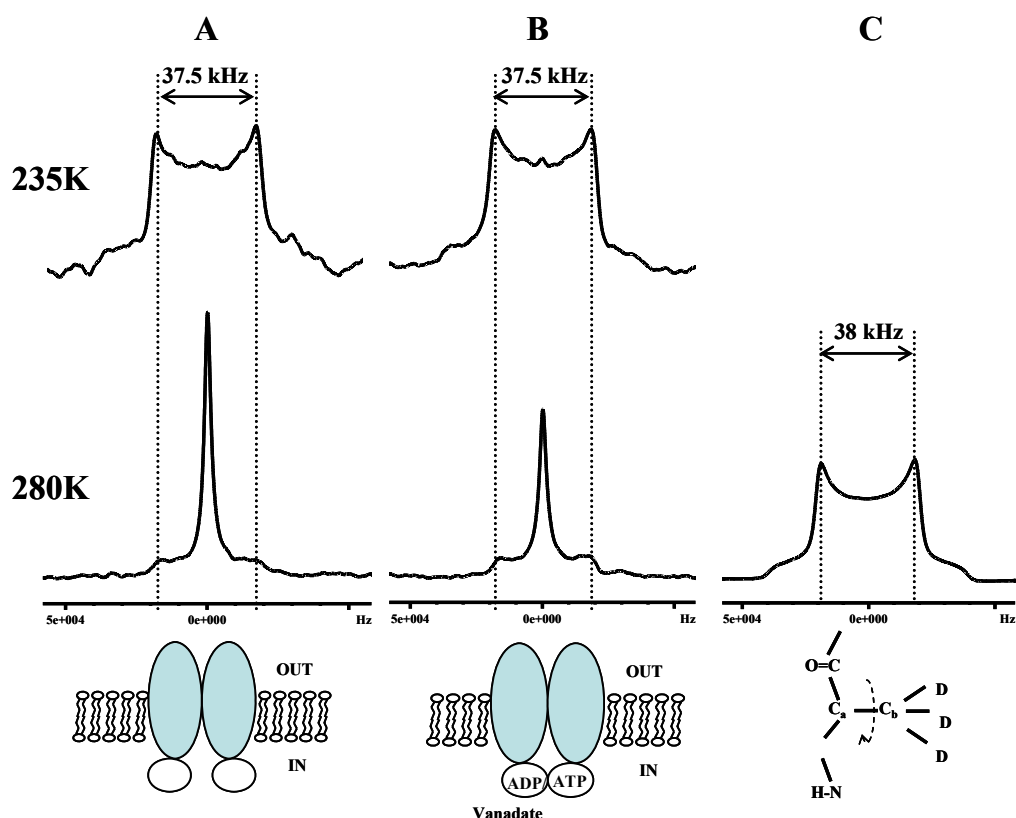 A B C
37.5 kHz 37.5 kHz
235K
38 kHz
280K
5e+004 0e+000 Hz 5e+004 0e+000 Hz 5e+004 0e+000 Hz
OUT OUT
IN IN
ADP/ ATP
Vanadate
O=C
D
Ca Cb D
D
H-N